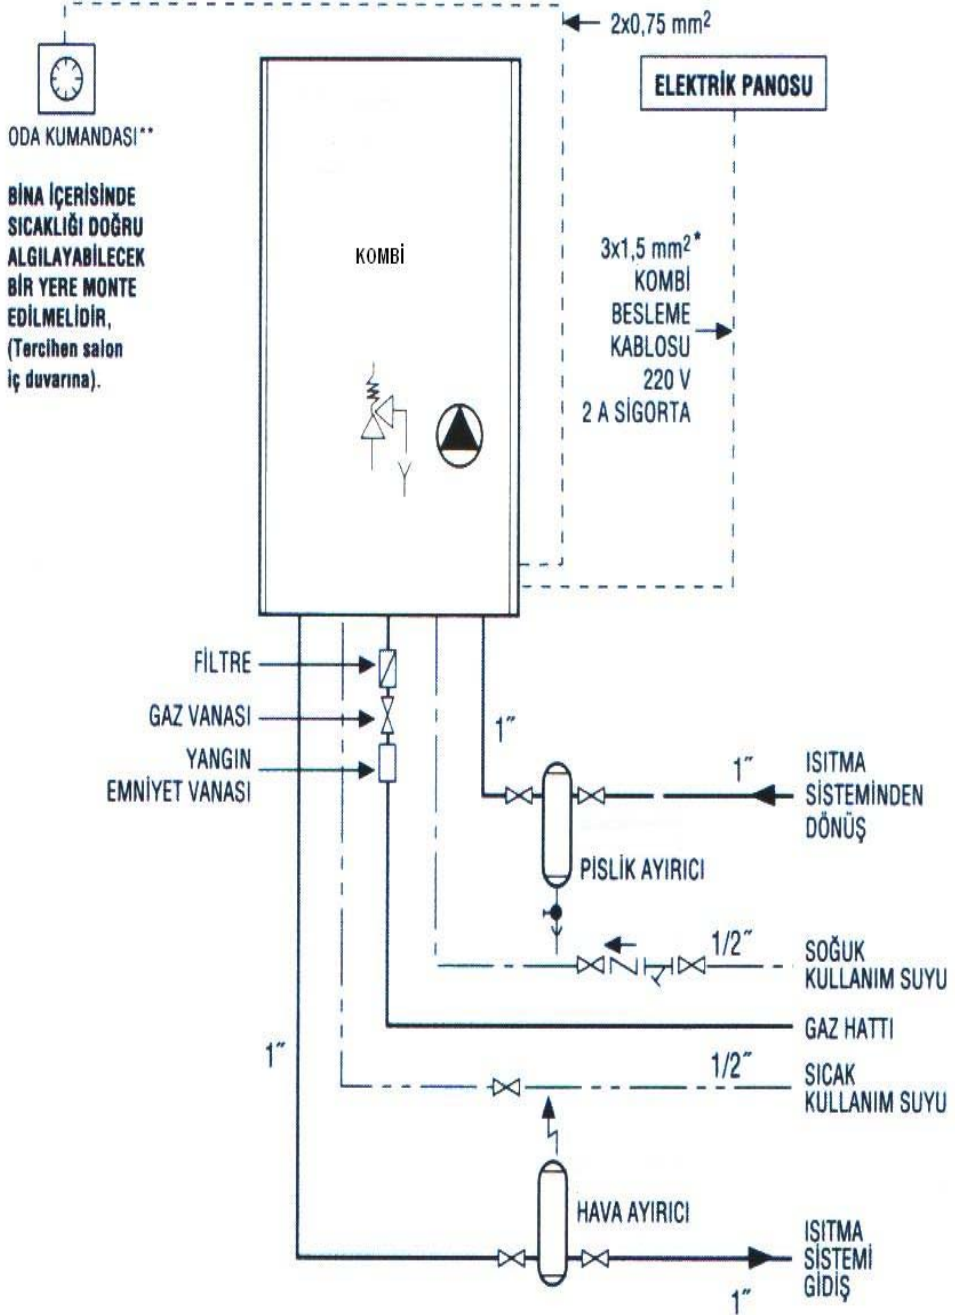 2x0,75 mm²
ELEKTRİK PANOSU
ODA KUMANDASI**
BİNA İÇERİSİNDE
SICAKLIĞI DOĞRU
ALGILAYABİLECEK
BİR YERE MONTE
EDİLMELİDİR,
(Tercihen salon
iç duvarına).
KOMBİ
3x1,5 mm²*
KOMBİ
BESLEME
KABLOSU
220 V
2 A SİGORTA
FİLTRE
GAZ VANASI
YANGIN
EMNİYET VANASI
1″
1″
ISITMA
SİSTEMİNDEN
DÖNÜŞ
PİSLİK AYIRICI
1/2″
SOĞUK
KULLANIM SUYU
GAZ HATTI
1″
1/2″
SICAK
KULLANIM SUYU
HAVA AYIRICI
ISITMA
SİSTEMİ
GİDİŞ
1″